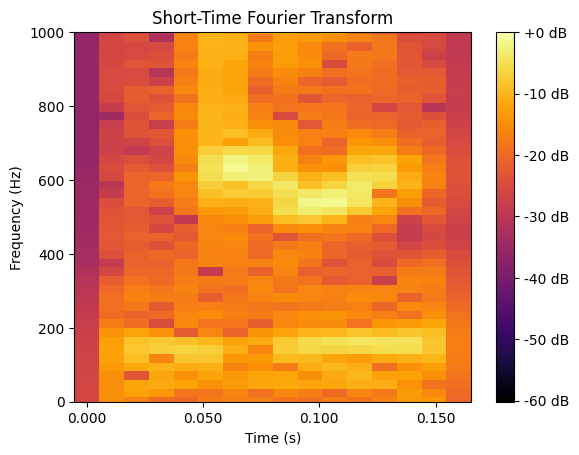 Short-Time Fourier Transform
1000
800
600
400
200
0
Frequency (Hz)
0.000
0.050
0.100
0.150
Time (s)
+0 dB
-10 dB
-20 dB
-30 dB
-40 dB
-50 dB
-60 dB